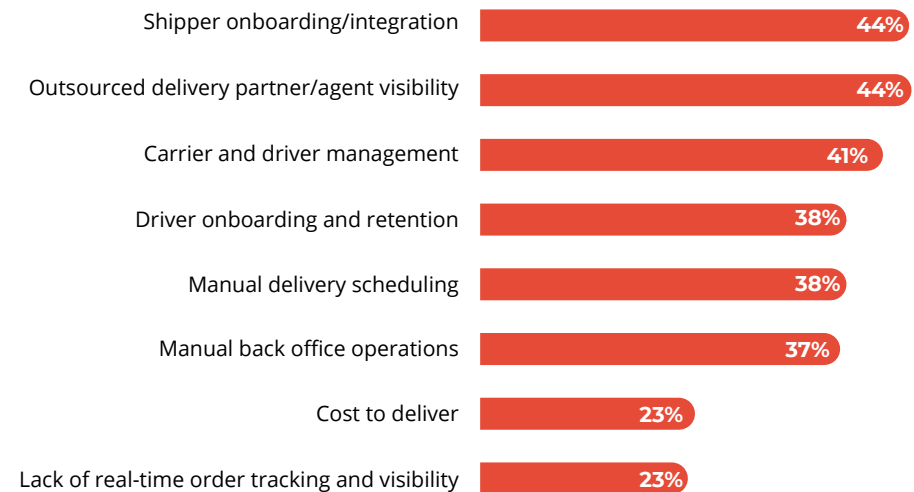 Shipper onboarding/integration 44%
Outsourced delivery partner/agent visibility 44%
Carrier and driver management 41%
Driver onboarding and retention 38%
Manual delivery scheduling 38%
Manual back office operations 37%
Cost to deliver 23%
Lack of real-time order tracking and visibility 23%